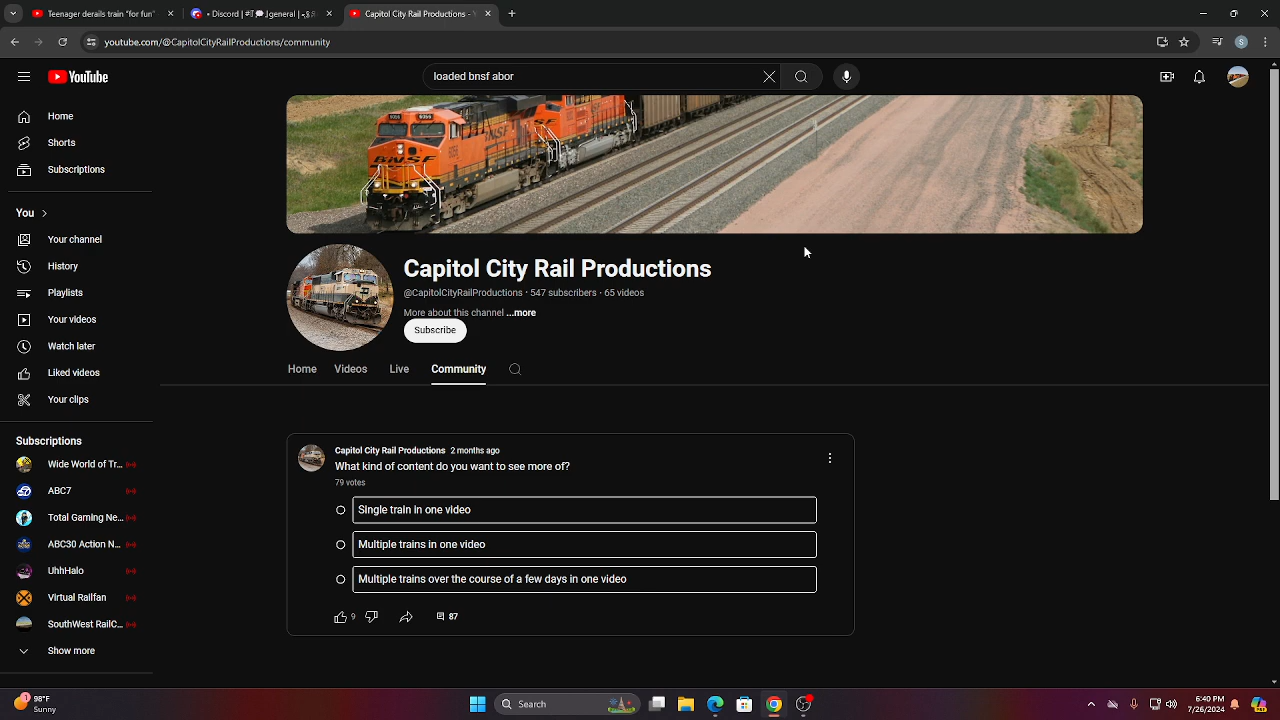 Teenager derails train "for fun"
• Discord | #T💬|general | ⁃
Capitol City Rail Productions -
youtube.com/@CapitolCityRailProductions/community
S
YouTube
loaded bnsf abor
Home
Shorts
Subscriptions
You
Your channel
History
Playlists
Your videos
Watch later
Liked videos
Your clips
Subscriptions
Wide World of Tr...
ABC7
Total Gaming Ne...
ABC30 Action N...
UhhHalo
Virtual Railfan
SouthWest RailC...
Show more
BNSF
Capitol City Rail Productions
@CapitolCityRailProductions • 547 subscribers • 65 videos
More about this channel ...more
Subscribe
Home Videos Live Community
Capitol City Rail Productions 2 months ago
What kind of content do you want to see more of?
79 votes
Single train in one video
Multiple trains in one video
Multiple trains over the course of a few days in one video
9 87
98°F
Sunny
Search
6:40 PM
7/26/2024